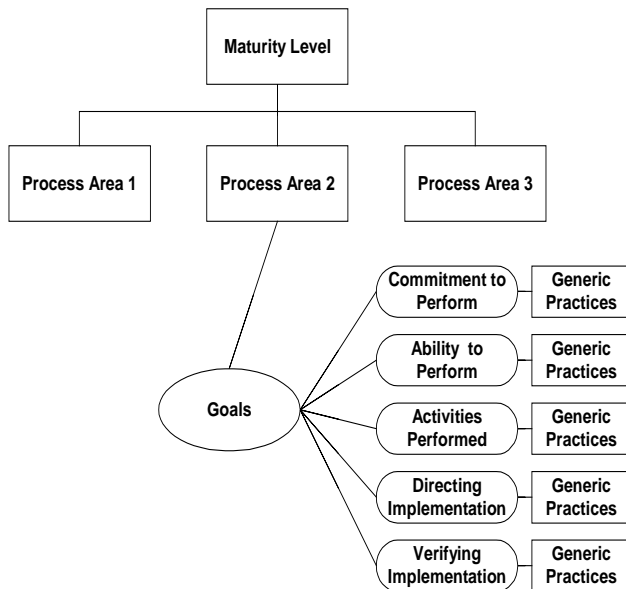 Maturity Level
Process Area 1
Process Area 2
Process Area 3
Commitment to
Perform
Generic
Practices
Ability to
Perform
Generic
Practices
Goals
Activities
Performed
Generic
Practices
Directing
Implementation
Generic
Practices
Verifying
Implementation
Generic
Practices